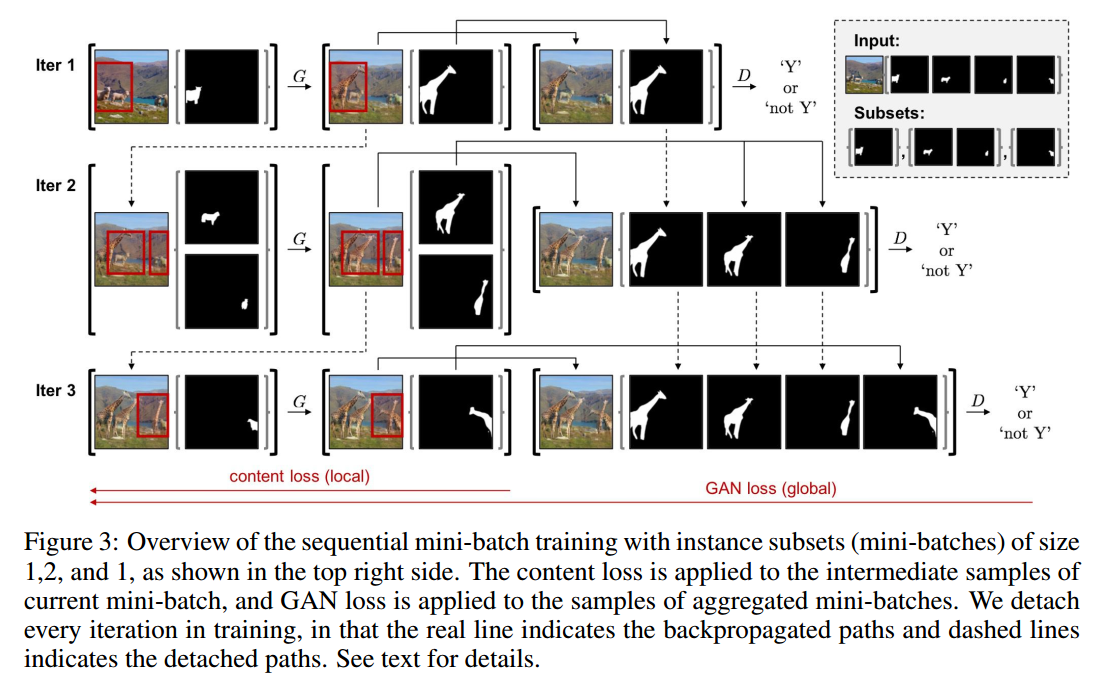 Iter 1
G
D
'Y'
or
'not Y'
Input:
Subsets:
, ,
Iter 2
G
D
'Y'
or
'not Y'
Iter 3
G
D
'Y'
or
'not Y'
content loss (local)
GAN loss (global)
Figure 3: Overview of the sequential mini-batch training with instance subsets (mini-batches) of size
1,2, and 1, as shown in the top right side. The content loss is applied to the intermediate samples of
current mini-batch, and GAN loss is applied to the samples of aggregated mini-batches. We detach
every iteration in training, in that the real line indicates the backpropagated paths and dashed lines
indicates the detached paths. See text for details.